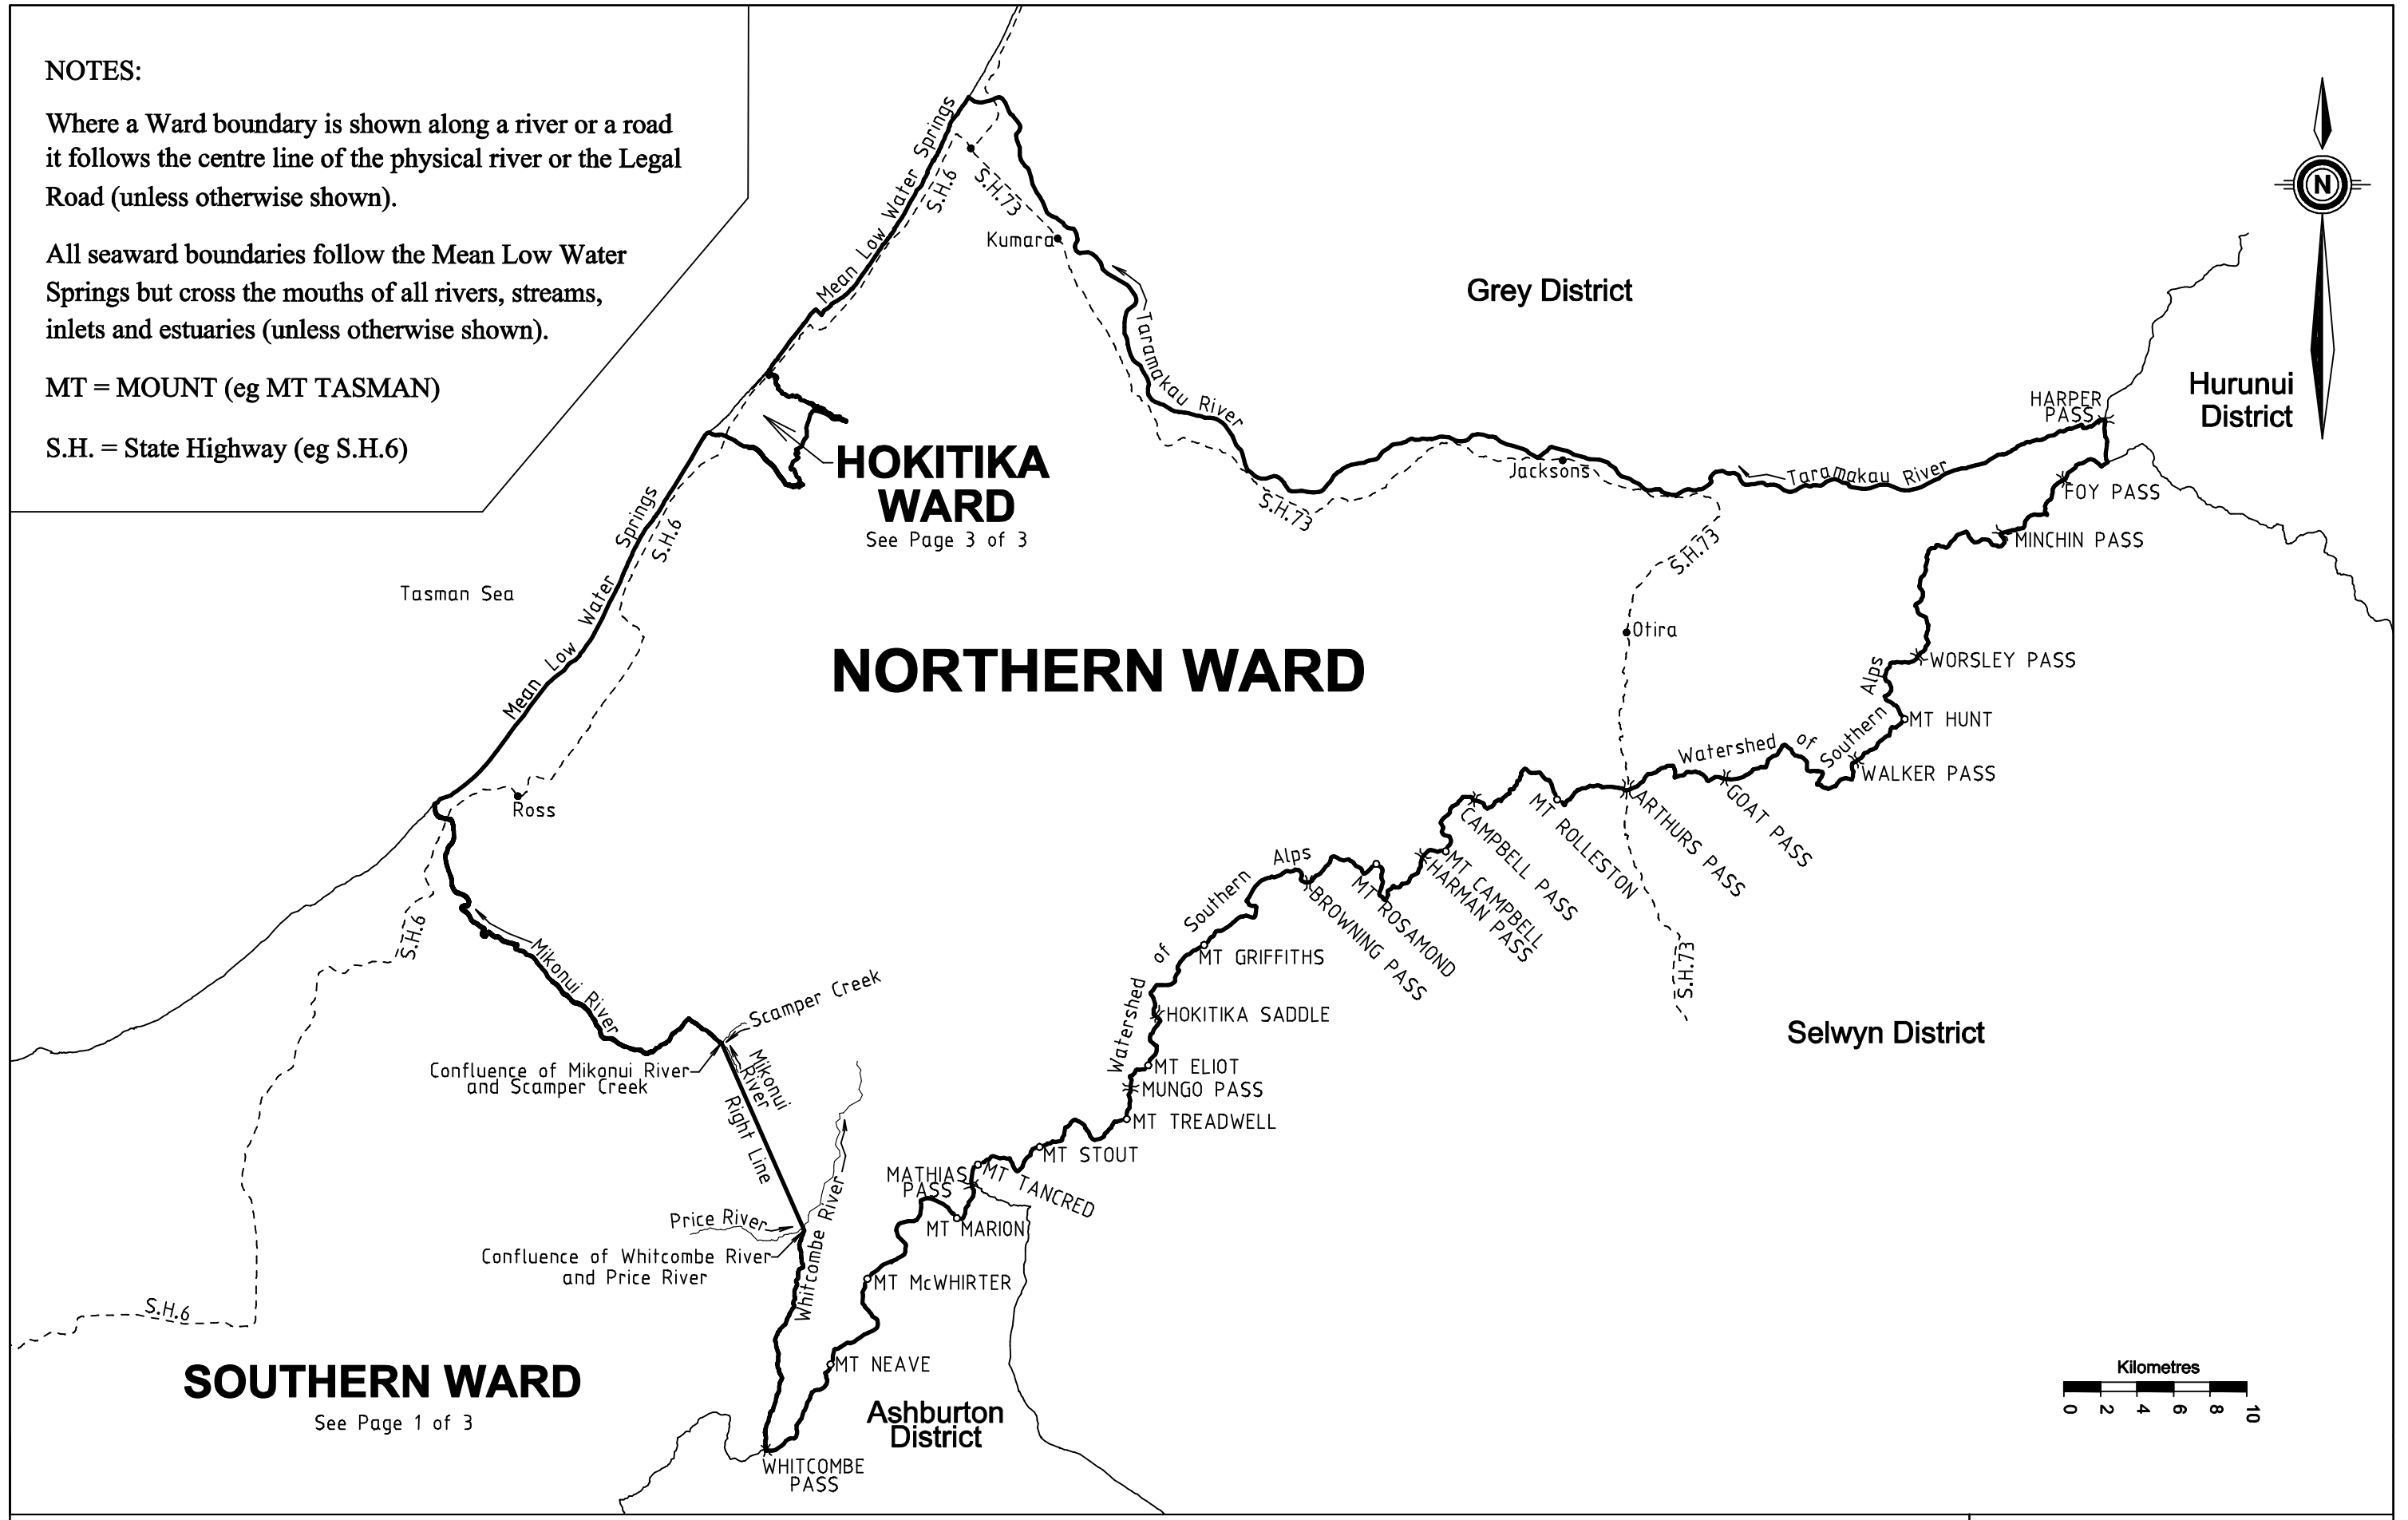 NOTES:
Where a Ward boundary is shown along a river or a road
it follows the centre line of the physical river or the Legal
Road (unless otherwise shown).
All seaward boundaries follow the Mean Low Water
Springs but cross the mouths of all rivers, streams,
inlets and estuaries (unless otherwise shown).
MT = MOUNT (eg MT TASMAN)
S.H. = State Highway (eg S.H.6)
Mean Low Water Springs
S.H.6
S.H.73
Kumara
Taramakau River
Grey District
N
Hurunui
District
HARPER
PASS
HOKITIKA
WARD
See Page 3 of 3
S.H.73
Jacksons
Taramakau River
FOY PASS
MINCHIN PASS
S.H.73
Mean Low Water Springs
S.H.6
Tasman Sea
Otira
NORTHERN WARD
WORSLEY PASS
MT HUNT
WALKER PASS
Watershed of Southern Alps
GOAT PASS
ARTHURS PASS
MT ROLLESTON
CAMPBELL PASS
MT CAMPBELL
HARMAN PASS
MT ROSAMOND
BROWNING PASS
S.H.73
Ross
Watershed of Southern Alps
MT GRIFFITHS
HOKITIKA SADDLE
MT ELIOT
MUNGO PASS
MT TREADWELL
MT STOUT
MT TANCRED
MATHIAS
PASS
MT MARION
MT McWHIRTER
MT NEAVE
Selwyn District
S.H.6
Mikonui River
Scamper Creek
Confluence of Mikonui River
and Scamper Creek
Mikonui
River
Right Line
Price River
Whitcombe River
Confluence of Whitcombe River
and Price River
S.H.6
SOUTHERN WARD
See Page 1 of 3
Ashburton
District
WHITCOMBE
PASS
Kilometres
0 2 4 6 8 10